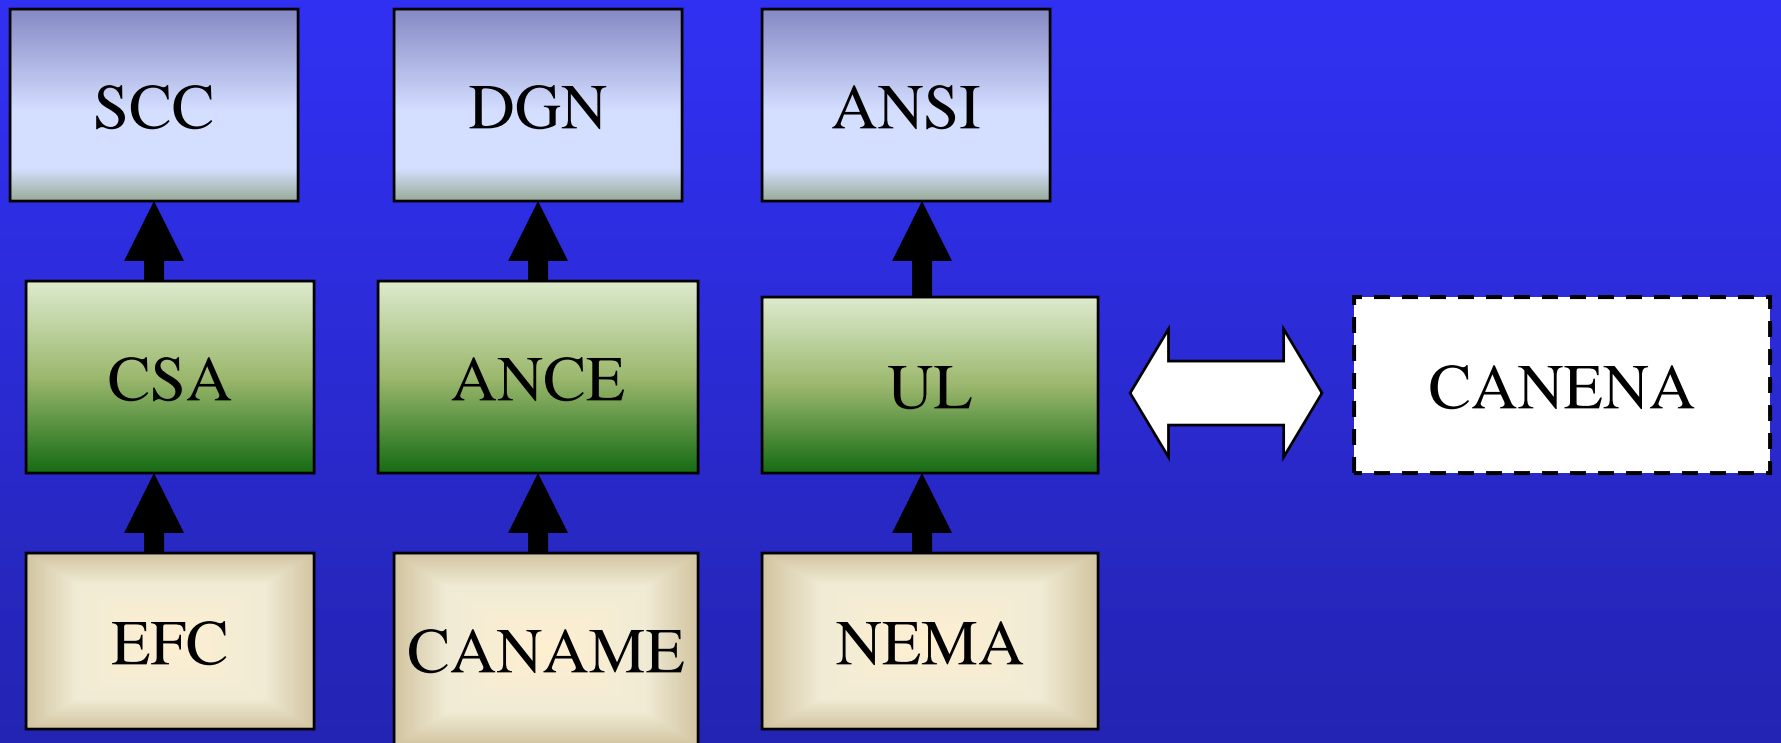 SCC
DGN
ANSI
CSA
ANCE
UL
CANENA
EFC
CANAME
NEMA